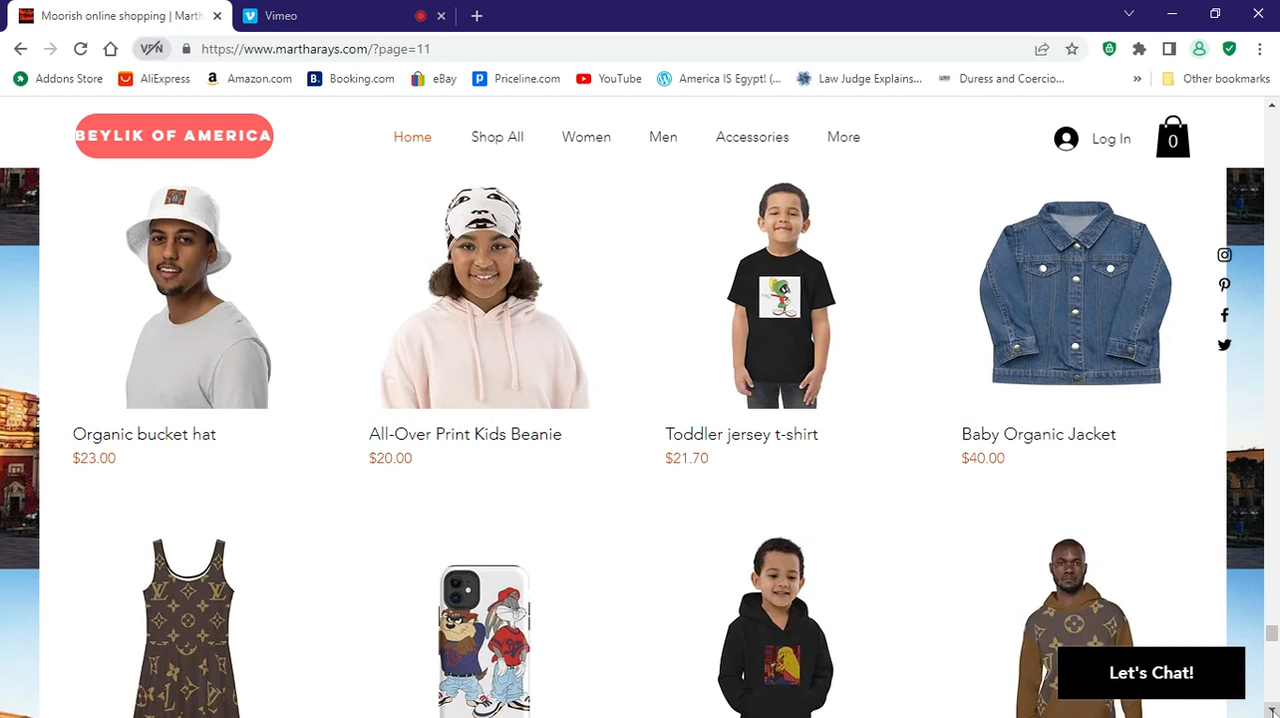 Moorish online shopping | Marth
Vimeo
VPN
https://www.martharays.com/?page=11
Addons Store
AliExpress
Amazon.com
Booking.com
eBay
Priceline.com
YouTube
America IS Egypt! (...
Law Judge Explains...
Duress and Coercio...
»
Other bookmarks
BEYLIK OF AMERICA
Home
Shop All
Women
Men
Accessories
More
Log In
0
Organic bucket hat
$23.00
All-Over Print Kids Beanie
$20.00
Toddler jersey t-shirt
$21.70
Baby Organic Jacket
$40.00
Let's Chat!